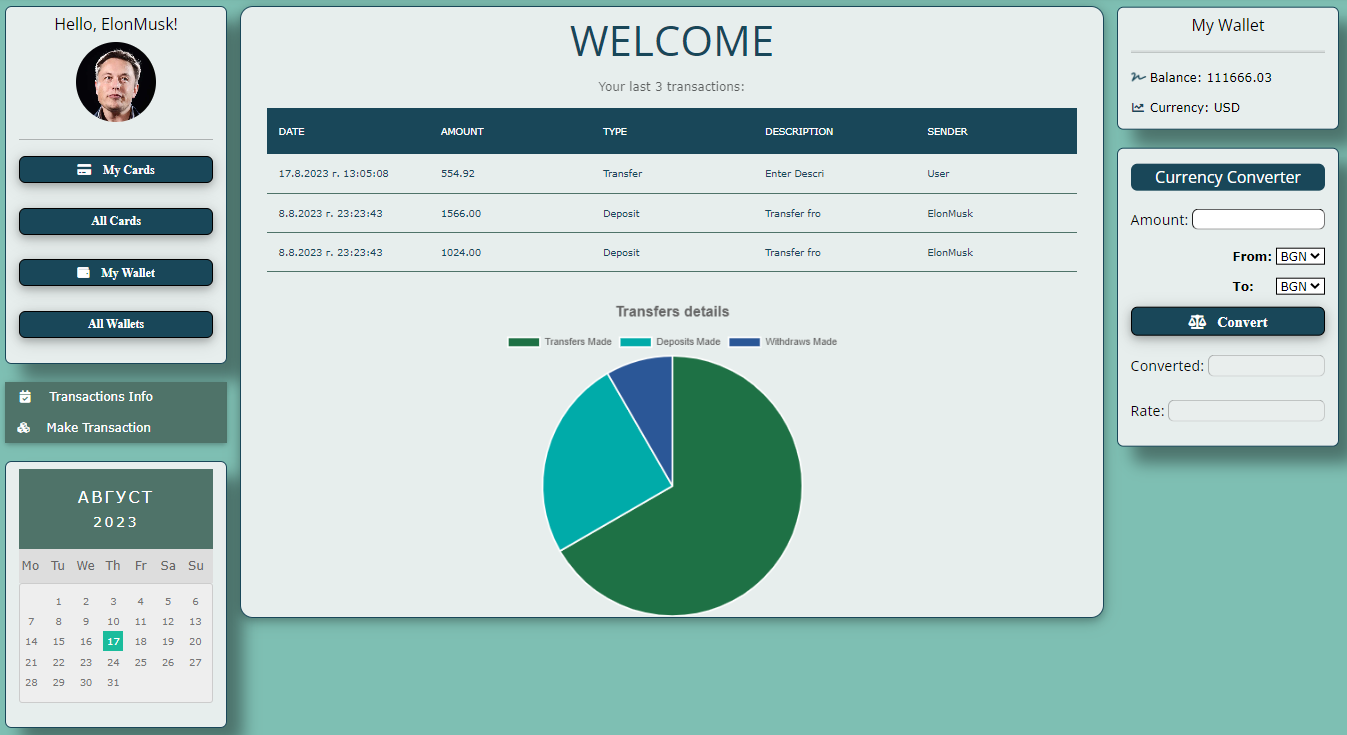 Hello, ElonMusk!
My Cards
All Cards
My Wallet
All Wallets
Transactions Info
Make Transaction
АВГУСТ
2023
Mo Tu We Th Fr Sa Su
1 2 3 4 5 6
7 8 9 10 11 12 13
14 15 16 17 18 19 20
21 22 23 24 25 26 27
28 29 30 31
WELCOME
Your last 3 transactions:
DATE AMOUNT TYPE DESCRIPTION SENDER
17.8.2023 г. 13:05:08 554.92 Transfer Enter Descri User
8.8.2023 г. 23:23:43 1566.00 Deposit Transfer fro ElonMusk
8.8.2023 г. 23:23:43 1024.00 Deposit Transfer fro ElonMusk
Transfers details
Transfers Made Deposits Made Withdraws Made
My Wallet
Balance: 111666.03
Currency: USD
Currency Converter
Amount:
From: BGN
To: BGN
Convert
Converted:
Rate: